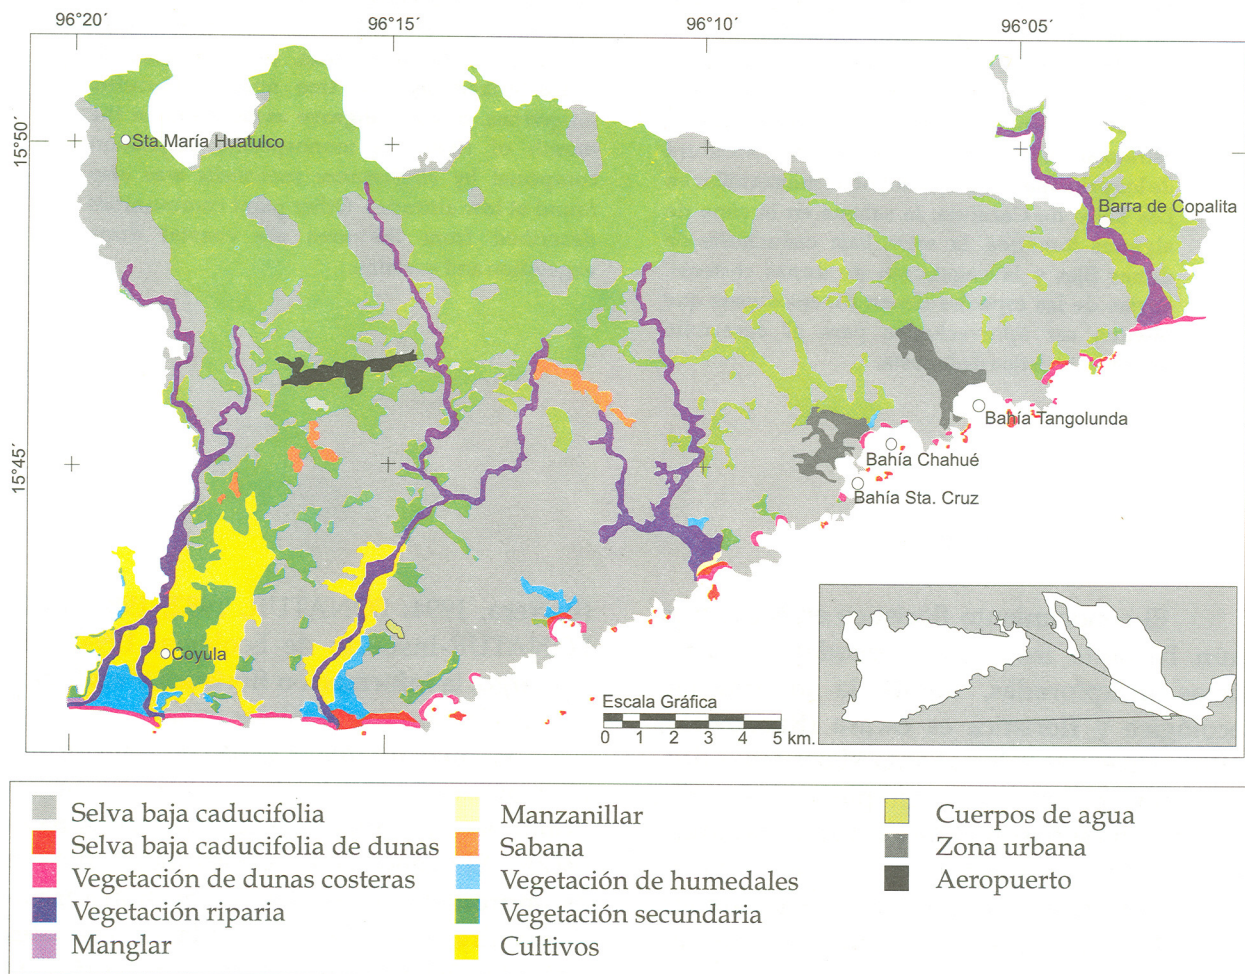 96°20´ 96°15´ 96°10´ 96°05´
15°50´
Sta.María Huatulco
Barra de Copalita
Bahía Tangolunda
15°45´
Bahía Chahué
Bahía Sta. Cruz
Coyula
Escala Gráfica
0 1 2 3 4 5 km.
Selva baja caducifolia
Selva baja caducifolia de dunas
Vegetación de dunas costeras
Vegetación riparia
Manglar
Manzanillar
Sabana
Vegetación de humedales
Vegetación secundaria
Cultivos
Cuerpos de agua
Zona urbana
Aeropuerto